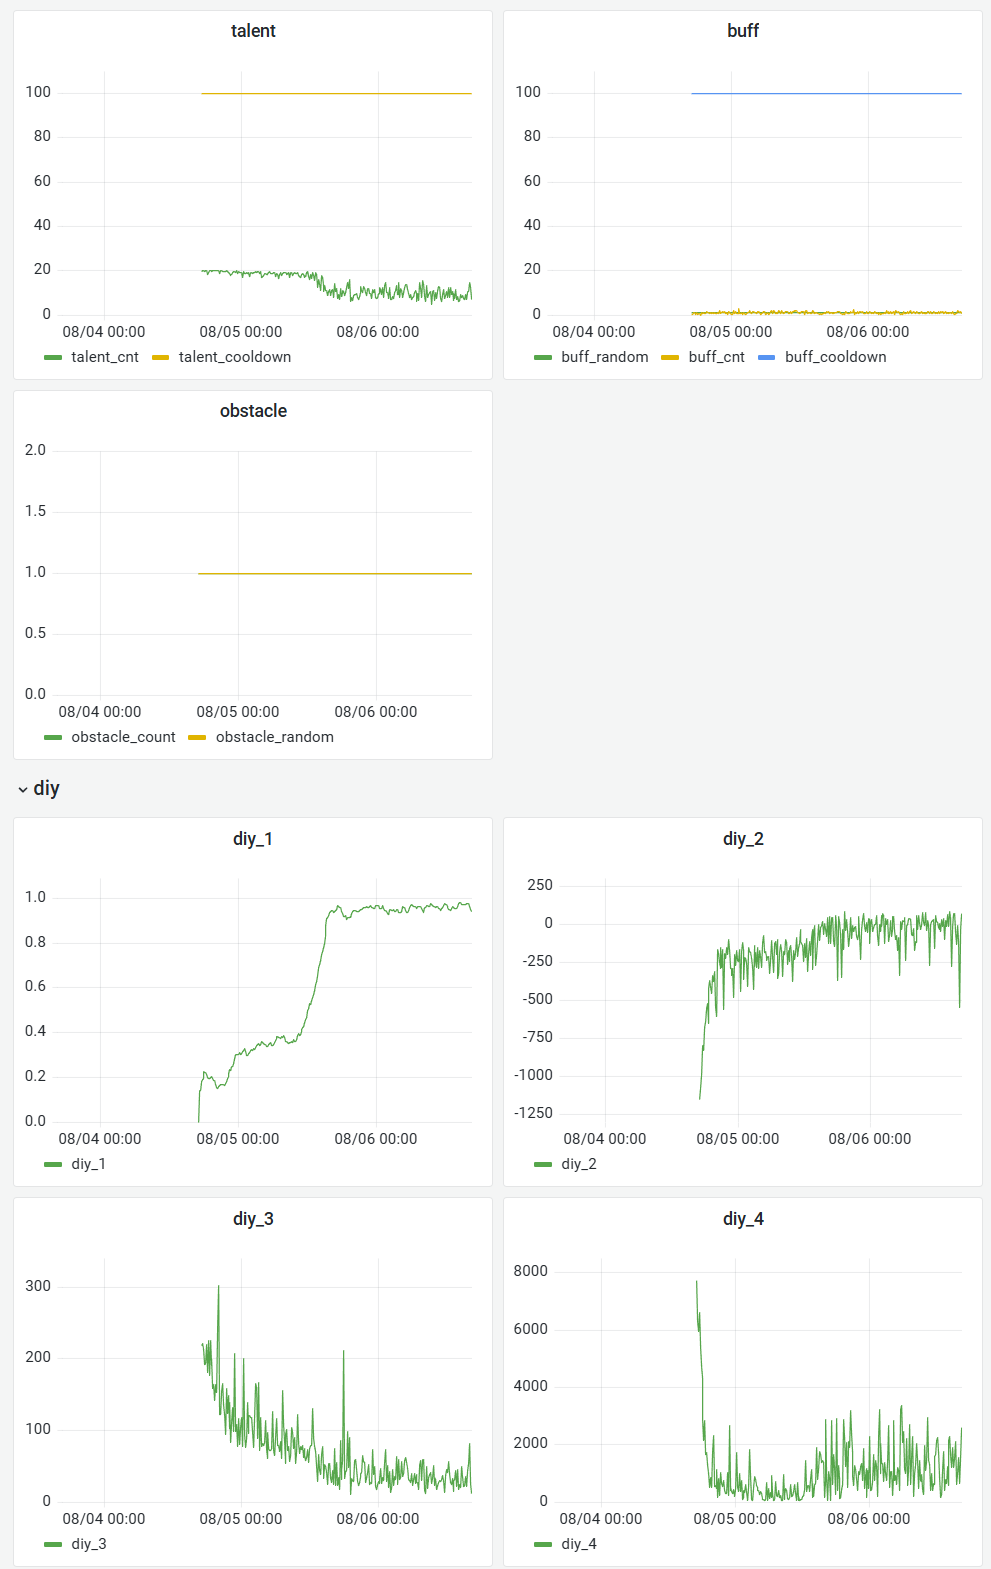 talent
100
80
60
40
20
0
08/04 00:00 08/05 00:00 08/06 00:00
talent_cnt talent_cooldown
buff
100
80
60
40
20
0
08/04 00:00 08/05 00:00 08/06 00:00
buff_random buff_cnt buff_cooldown
obstacle
2.0
1.5
1.0
0.5
0.0
08/04 00:00 08/05 00:00 08/06 00:00
obstacle_count obstacle_random
diy
diy_1
1.0
0.8
0.6
0.4
0.2
0.0
08/04 00:00 08/05 00:00 08/06 00:00
diy_1
diy_2
250
0
-250
-500
-750
-1000
-1250
08/04 00:00 08/05 00:00 08/06 00:00
diy_2
diy_3
300
200
100
0
08/04 00:00 08/05 00:00 08/06 00:00
diy_3
diy_4
8000
6000
4000
2000
0
08/04 00:00 08/05 00:00 08/06 00:00
diy_4